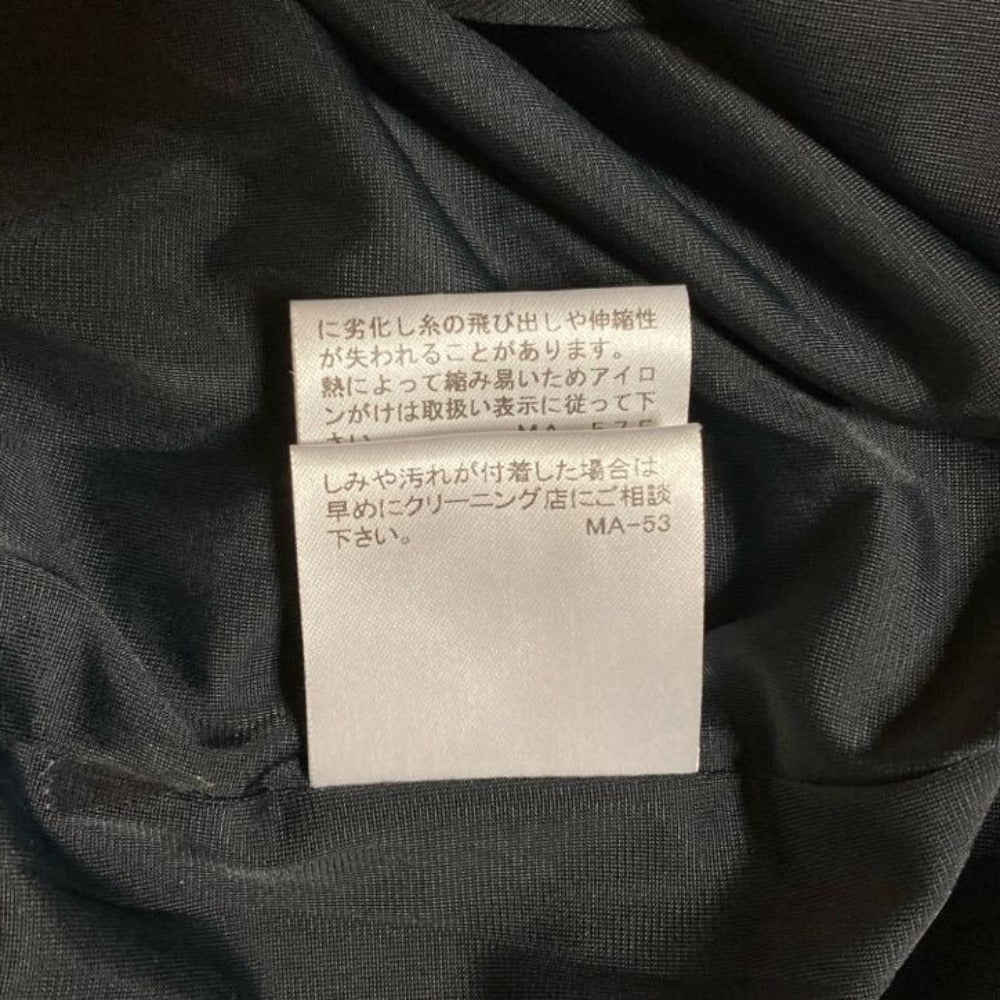 に劣化し糸の飛び出しや伸縮性
が失われることがあります。
熱によって縮み易いためアイロ
ンがけは取扱い表示に従って下
さい
しみや汚れが付着した場合は
早めにクリーニング店にご相談
下さい。 MA-53